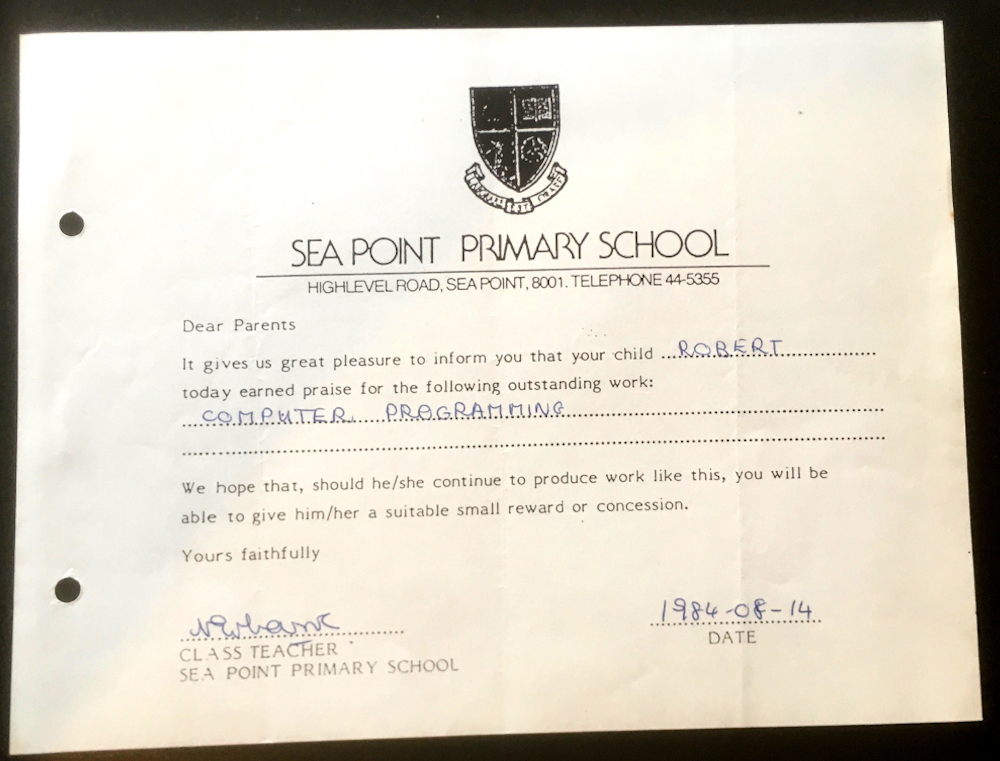 SEA POINT PRIMARY SCHOOL
HIGHLEVEL ROAD, SEA POINT, 8001. TELEPHONE 44-5355
Dear Parents
It gives us great pleasure to inform you that your child ROBERT
today earned praise for the following outstanding work:
COMPUTER PROGRAMMING
We hope that, should he/she continue to produce work like this, you will be
able to give him/her a suitable small reward or concession.
Yours faithfully
1984-08-14
CLASS TEACHER
DATE
SEA POINT PRIMARY SCHOOL